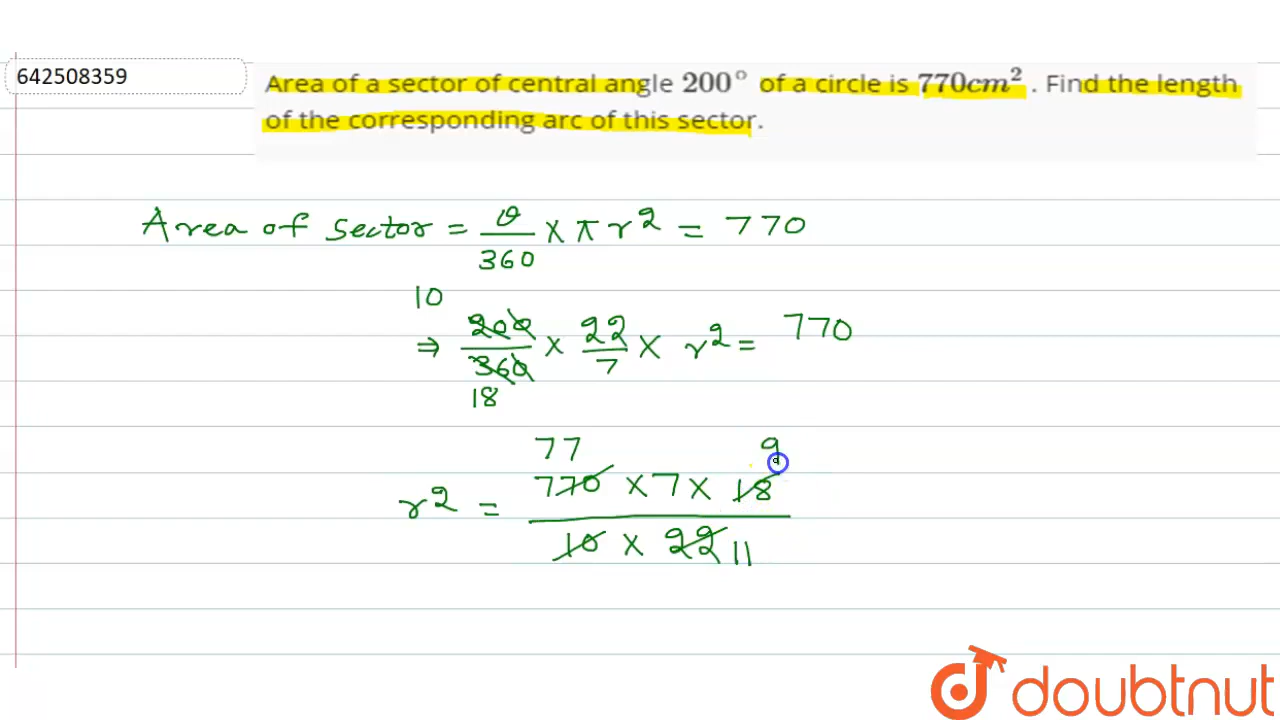 642508359
Area of a sector of central angle 200° of a circle is 770cm² . Find the length
of the corresponding arc of this sector.
Area of sector = θ/360 × π r² = 770
10
⇒ 200/360 × 22/7 × r² = 770
18
77 9
r² = 770 × 7 × 18 / 10 × 22 11
doubtnut